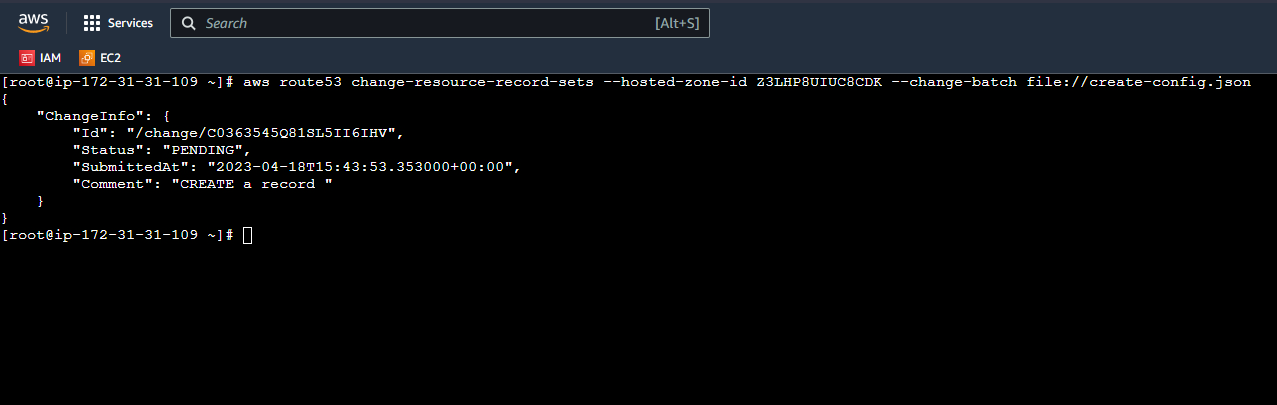 aws
Services
Search
[Alt+S]
IAM
EC2
[root@ip-172-31-31-109 ~]# aws route53 change-resource-record-sets --hosted-zone-id Z3LHP8UIUC8CDK --change-batch file://create-config.json
{
    "ChangeInfo": {
        "Id": "/change/C0363545Q81SL5II6IHV",
        "Status": "PENDING",
        "SubmittedAt": "2023-04-18T15:43:53.353000+00:00",
        "Comment": "CREATE a record "
    }
}
[root@ip-172-31-31-109 ~]#